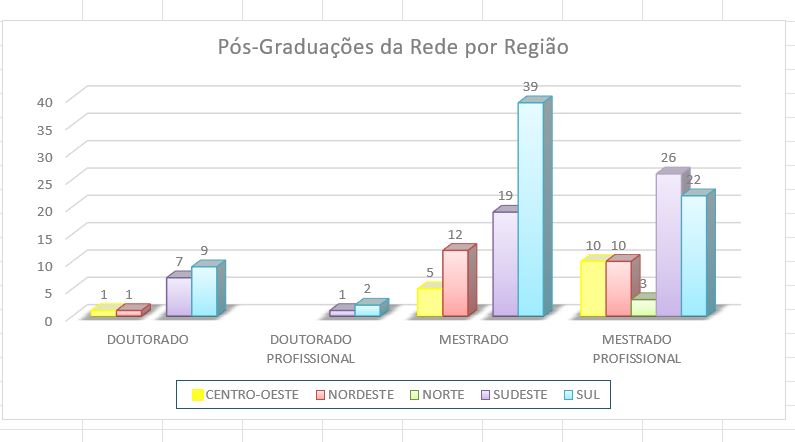 Pós-Graduações da Rede por Região
40
35
30
25
20
15
10
5
0
1 1 7 9
1 2
5 12 19 39
10 10 3 26 22
DOUTORADO
DOUTORADO
PROFISSIONAL
MESTRADO
MESTRADO
PROFISSIONAL
CENTRO-OESTE NORDESTE NORTE SUDESTE SUL